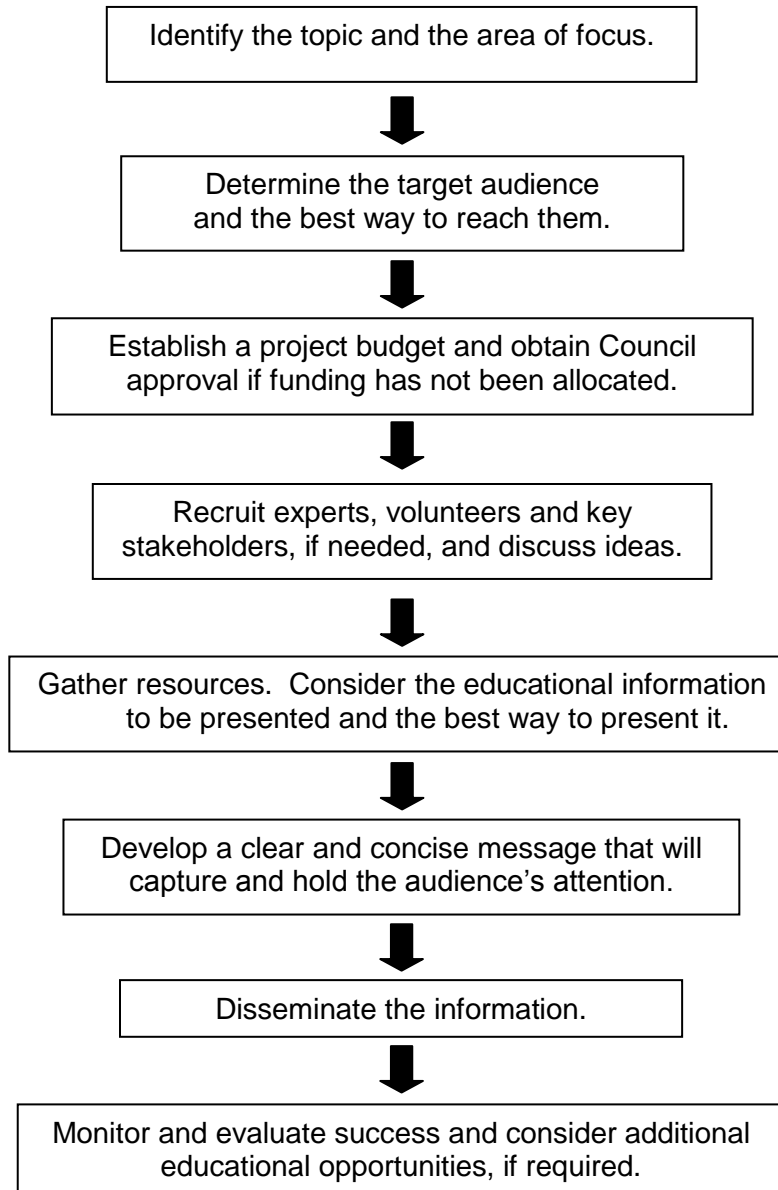 Identify the topic and the area of focus.
Determine the target audience
and the best way to reach them.
Establish a project budget and obtain Council
approval if funding has not been allocated.
Recruit experts, volunteers and key
stakeholders, if needed, and discuss ideas.
Gather resources.  Consider the educational information
to be presented and the best way to present it.
Develop a clear and concise message that will
capture and hold the audience’s attention.
Disseminate the information.
Monitor and evaluate success and consider additional
educational opportunities, if required.